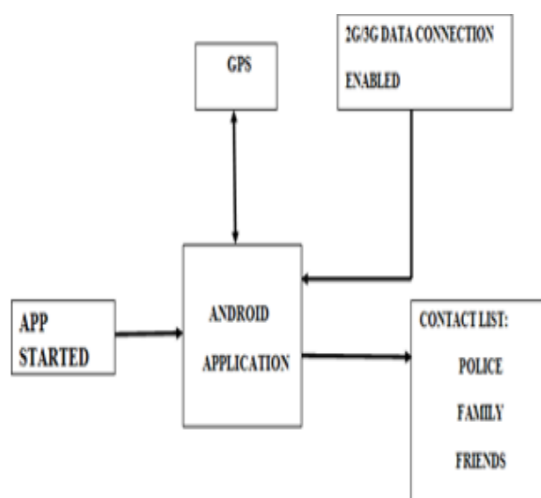 GPS
2G/3G DATA CONNECTION
ENABLED
APP
STARTED
ANDROID
APPLICATION
CONTACT LIST:
POLICE
FAMILY
FRIENDS